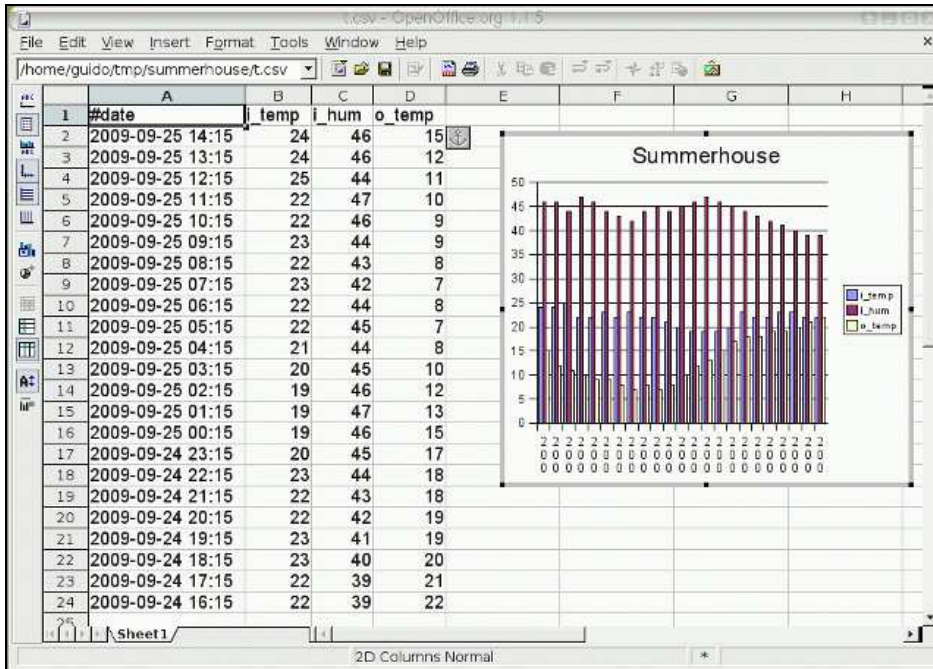 t.csv - OpenOffice.org 1.1.5
File Edit View Insert Format Tools Window Help
/home/guido/tmp/summerhouse/t.csv
A B C D E F G H
1 #date i_temp i_hum o_temp
2 2009-09-25 14:15 24 46 15
3 2009-09-25 13:15 24 46 12
4 2009-09-25 12:15 25 44 11
5 2009-09-25 11:15 22 47 10
6 2009-09-25 10:15 22 46 9
7 2009-09-25 09:15 23 44 9
8 2009-09-25 08:15 22 43 8
9 2009-09-25 07:15 23 42 7
10 2009-09-25 06:15 22 44 8
11 2009-09-25 05:15 22 45 7
12 2009-09-25 04:15 21 44 8
13 2009-09-25 03:15 20 45 10
14 2009-09-25 02:15 19 46 12
15 2009-09-25 01:15 19 47 13
16 2009-09-25 00:15 19 46 15
17 2009-09-24 23:15 20 45 17
18 2009-09-24 22:15 23 44 18
19 2009-09-24 21:15 22 43 18
20 2009-09-24 20:15 22 42 19
21 2009-09-24 19:15 23 41 19
22 2009-09-24 18:15 23 40 20
23 2009-09-24 17:15 22 39 21
24 2009-09-24 16:15 22 39 22
25
Summerhouse
50
45
40
35
30
25
20
15
10
5
0
200 200 200 200 200 200 200 200 200 200 200 200
i_temp
i_hum
o_temp
Sheet1
2D Columns Normal *